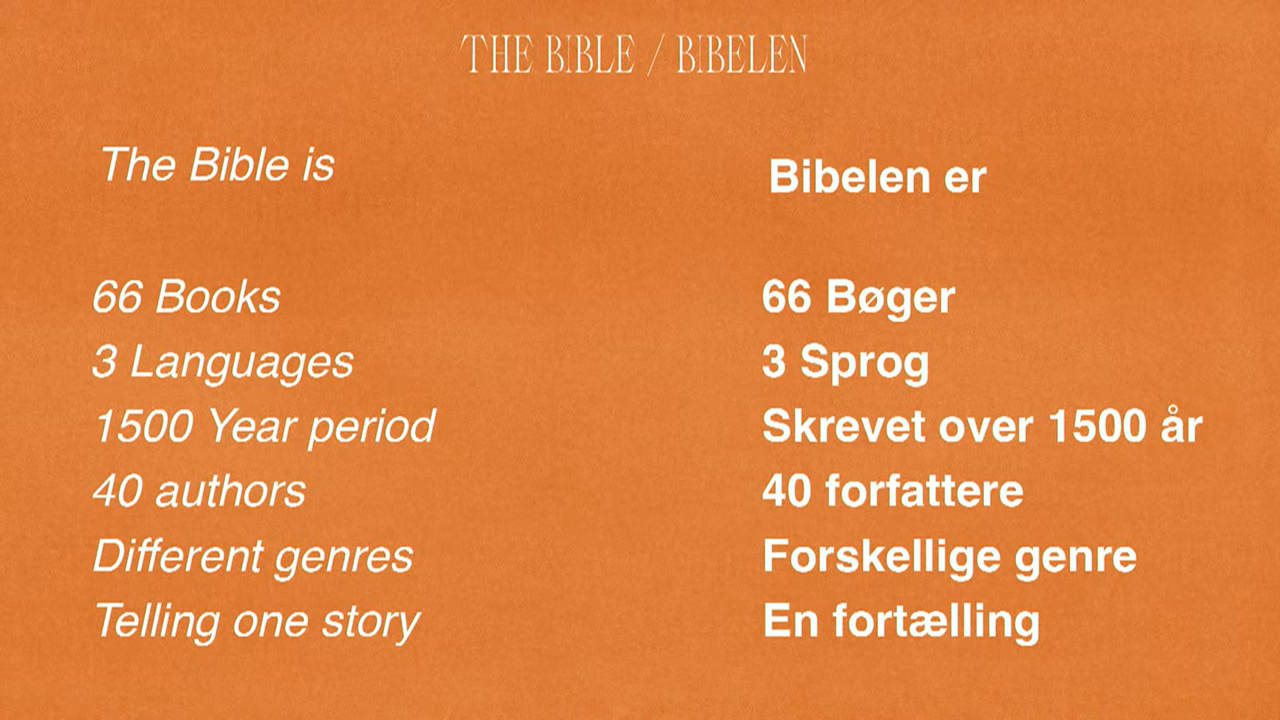 THE BIBLE / BIBELEN
The Bible is
66 Books
3 Languages
1500 Year period
40 authors
Different genres
Telling one story
Bibelen er
66 Bøger
3 Sprog
Skrevet over 1500 år
40 forfattere
Forskellige genre
En fortælling